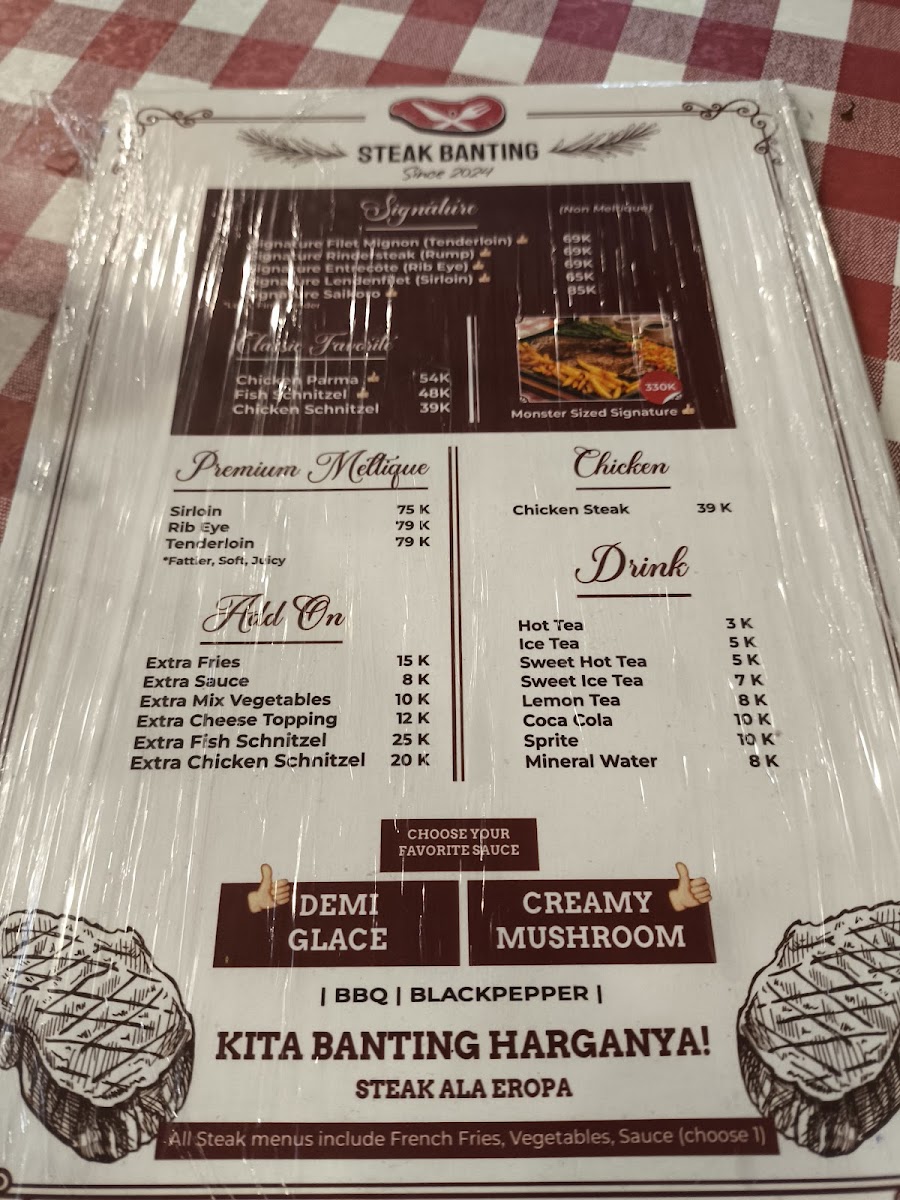 STEAK BANTING
Since 2024
Signature (Non Meltique)
Signature Filet Mignon (Tenderloin) 69K
Signature Rindersteak (Rump) 69K
Signature Entrecote (Rib Eye) 69K
Signature Lendenfilet (Sirloin) 65K
Signature Saikoro 85K
Classic Favorite
Chicken Parma 54K
Fish Schnitzel 48K
Chicken Schnitzel 39K
330K
Monster Sized Signature
Premium Meltique
Sirloin 75 K
Rib Eye 79 K
Tenderloin 79 K
*Fattier, Soft, Juicy
Add On
Extra Fries 15 K
Extra Sauce 8 K
Extra Mix Vegetables 10 K
Extra Cheese Topping 12 K
Extra Fish Schnitzel 25 K
Extra Chicken Schnitzel 20 K
Chicken
Chicken Steak 39 K
Drink
Hot Tea 3 K
Ice Tea 5 K
Sweet Hot Tea 5 K
Sweet Ice Tea 7 K
Lemon Tea 8 K
Coca Cola 10 K
Sprite 10 K
Mineral Water 8 K
CHOOSE YOUR
FAVORITE SAUCE
DEMI
GLACE
CREAMY
MUSHROOM
| BBQ | BLACKPEPPER |
KITA BANTING HARGANYA!
STEAK ALA EROPA
All Steak menus include French Fries, Vegetables, Sauce (choose 1)